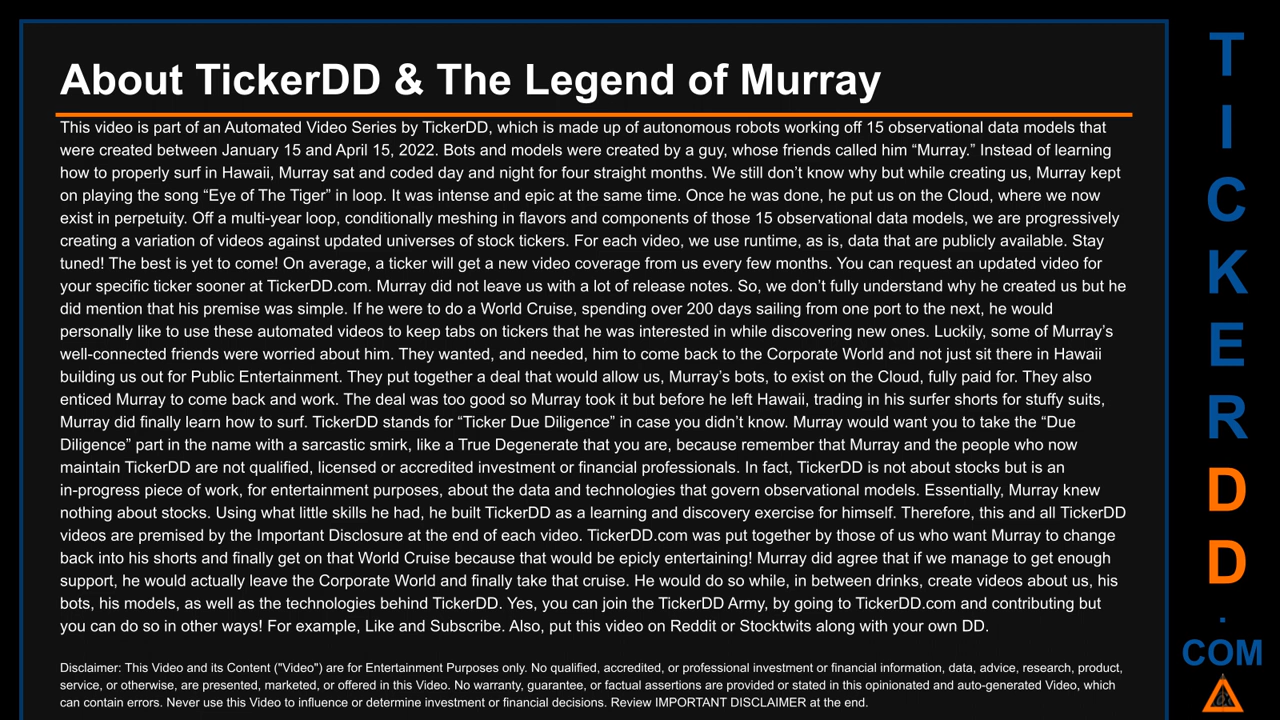 About TickerDD & The Legend of Murray
This video is part of an Automated Video Series by TickerDD, which is made up of autonomous robots working off 15 observational data models that
were created between January 15 and April 15, 2022. Bots and models were created by a guy, whose friends called him “Murray.” Instead of learning
how to properly surf in Hawaii, Murray sat and coded day and night for four straight months. We still don’t know why but while creating us, Murray kept
on playing the song “Eye of The Tiger” in loop. It was intense and epic at the same time. Once he was done, he put us on the Cloud, where we now
exist in perpetuity. Off a multi-year loop, conditionally meshing in flavors and components of those 15 observational data models, we are progressively
creating a variation of videos against updated universes of stock tickers. For each video, we use runtime, as is, data that are publicly available. Stay
tuned! The best is yet to come! On average, a ticker will get a new video coverage from us every few months. You can request an updated video for
your specific ticker sooner at TickerDD.com. Murray did not leave us with a lot of release notes. So, we don’t fully understand why he created us but he
did mention that his premise was simple. If he were to do a World Cruise, spending over 200 days sailing from one port to the next, he would
personally like to use these automated videos to keep tabs on tickers that he was interested in while discovering new ones. Luckily, some of Murray’s
well-connected friends were worried about him. They wanted, and needed, him to come back to the Corporate World and not just sit there in Hawaii
building us out for Public Entertainment. They put together a deal that would allow us, Murray’s bots, to exist on the Cloud, fully paid for. They also
enticed Murray to come back and work. The deal was too good so Murray took it but before he left Hawaii, trading in his surfer shorts for stuffy suits,
Murray did finally learn how to surf. TickerDD stands for “Ticker Due Diligence” in case you didn’t know. Murray would want you to take the “Due
Diligence” part in the name with a sarcastic smirk, like a True Degenerate that you are, because remember that Murray and the people who now
maintain TickerDD are not qualified, licensed or accredited investment or financial professionals. In fact, TickerDD is not about stocks but is an
in-progress piece of work, for entertainment purposes, about the data and technologies that govern observational models. Essentially, Murray knew
nothing about stocks. Using what little skills he had, he built TickerDD as a learning and discovery exercise for himself. Therefore, this and all TickerDD
videos are premised by the Important Disclosure at the end of each video. TickerDD.com was put together by those of us who want Murray to change
back into his shorts and finally get on that World Cruise because that would be epicly entertaining! Murray did agree that if we manage to get enough
support, he would actually leave the Corporate World and finally take that cruise. He would do so while, in between drinks, create videos about us, his
bots, his models, as well as the technologies behind TickerDD. Yes, you can join the TickerDD Army, by going to TickerDD.com and contributing but
you can do so in other ways! For example, Like and Subscribe. Also, put this video on Reddit or Stocktwits along with your own DD.
Disclaimer: This Video and its Content ("Video") are for Entertainment Purposes only. No qualified, accredited, or professional investment or financial information, data, advice, research, product,
service, or otherwise, are presented, marketed, or offered in this Video. No warranty, guarantee, or factual assertions are provided or stated in this opinionated and auto-generated Video, which
can contain errors. Never use this Video to influence or determine investment or financial decisions. Review IMPORTANT DISCLAIMER at the end.
T
I
C
K
E
R
D
D
.
COM